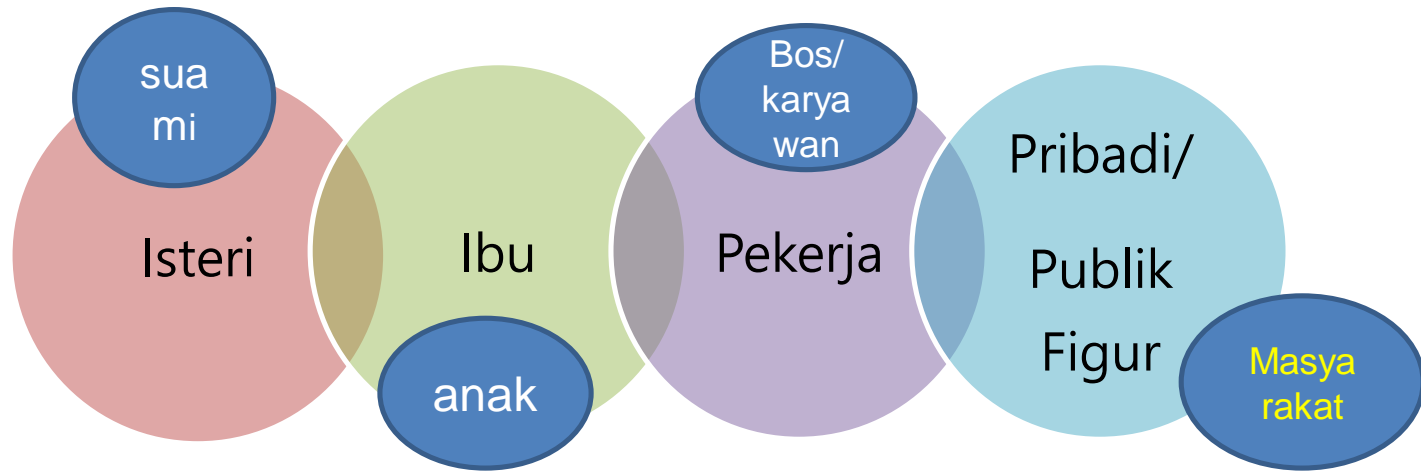 sua
mi
Isteri
Ibu
anak
Bos/
karya
wan
Pekerja
Pribadi/
Publik
Figur
Masya
rakat